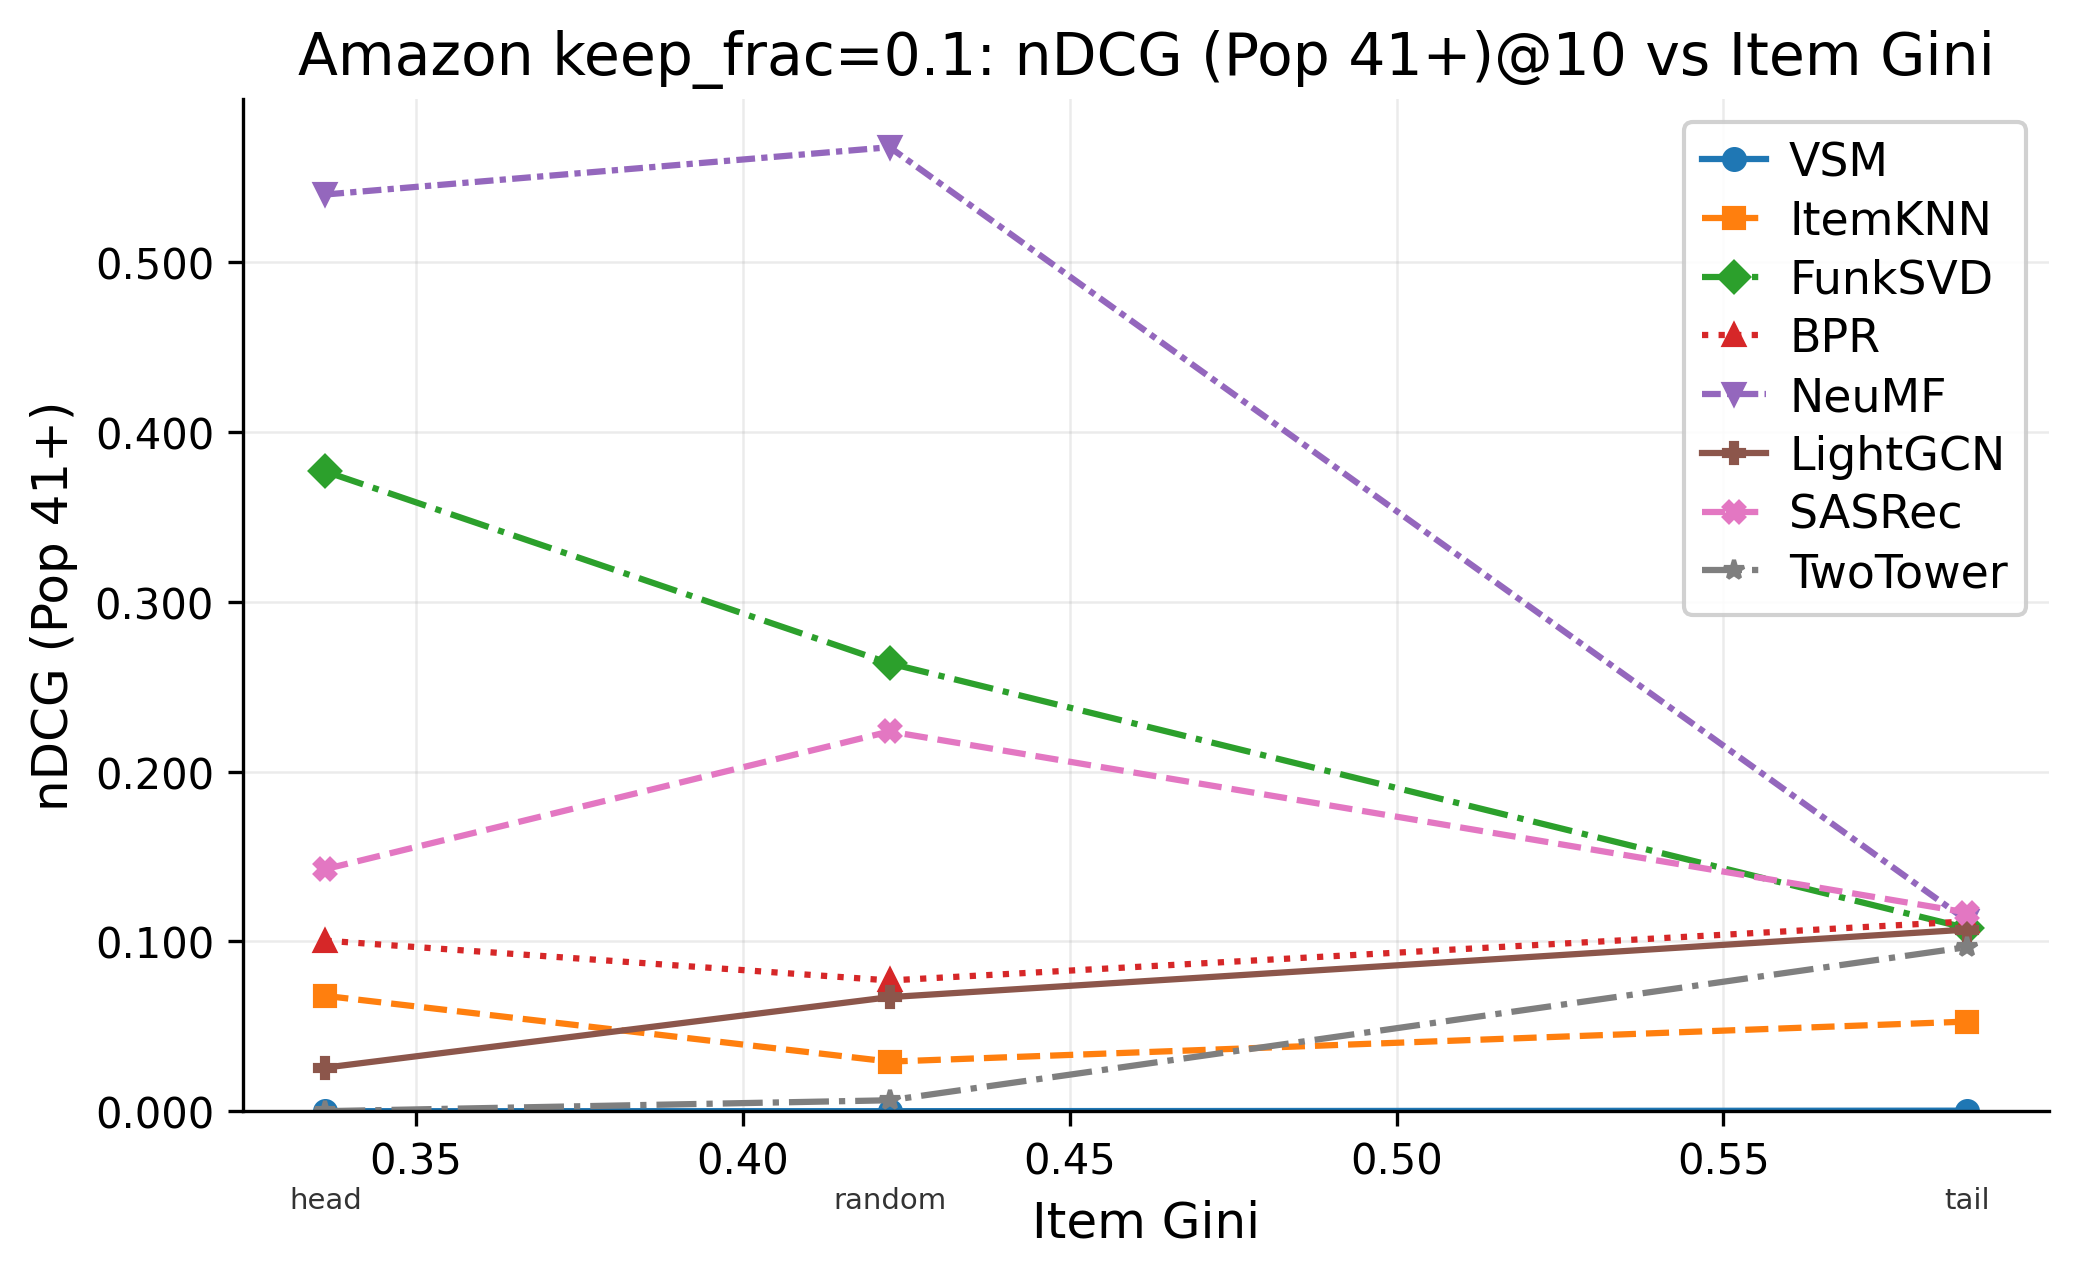 Amazon keep_frac=0.1: nDCG (Pop 41+)@10 vs Item Gini
nDCG (Pop 41+)
0.500
0.400
0.300
0.200
0.100
0.000
VSM
ItemKNN
FunkSVD
BPR
NeuMF
LightGCN
SASRec
TwoTower
0.35 0.40 0.45 0.50 0.55
head random tail
Item Gini